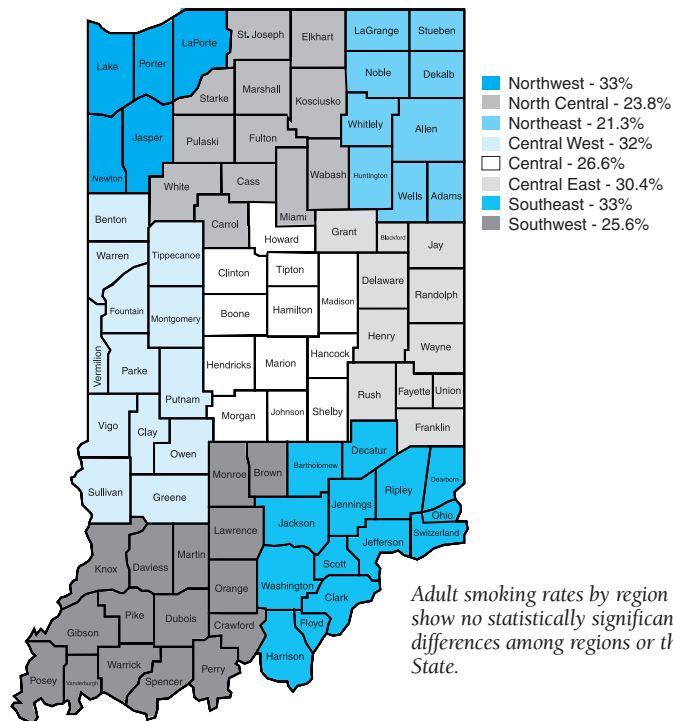 LaPorte
St. Joseph
Elkhart
LaGrange
Stueben
Lake
Porter
Noble
Dekalb
Starke
Marshall
Kosciusko
Whitlely
Allen
Newton
Jasper
Pulaski
Fulton
Wabash
Huntington
White
Cass
Miami
Wells
Adams
Benton
Carrol
Howard
Grant
Blackford
Jay
Warren
Tippecanoe
Clinton
Tipton
Madison
Delaware
Randolph
Fountain
Montgomery
Boone
Hamilton
Henry
Wayne
Vermilion
Parke
Hendricks
Marion
Hancock
Putnam
Rush
Fayette
Union
Vigo
Clay
Morgan
Johnson
Shelby
Franklin
Owen
Monroe
Brown
Bartholomew
Decatur
Ripley
Dearborn
Sullivan
Greene
Jackson
Jennings
Ohio
Switzerland
Knox
Daviess
Martin
Lawrence
Jefferson
Washington
Scott
Orange
Clark
Gibson
Pike
Dubois
Crawford
Floyd
Harrison
Posey
Vanderburgh
Warrick
Spencer
Perry
Northwest - 33%
North Central - 23.8%
Northeast - 21.3%
Central West - 32%
Central - 26.6%
Central East - 30.4%
Southeast - 33%
Southwest - 25.6%
Adult smoking rates by region
show no statistically significan
differences among regions or th
State.